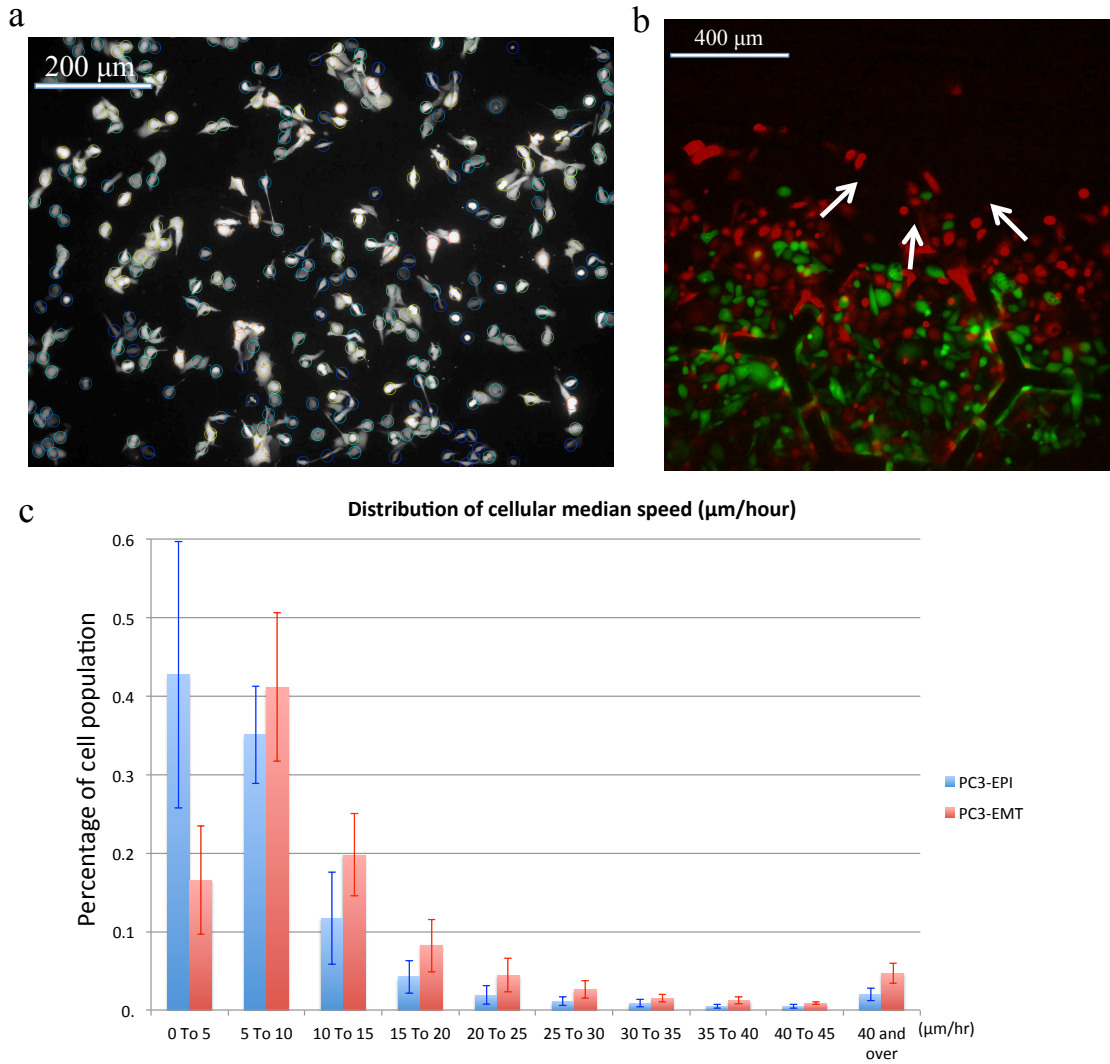 a
200 μm
b
400 μm
c
Distribution of cellular median speed (μm/hour)
Percentage of cell population
0.6
0.5
0.4
0.3
0.2
0.1
0.
0 To 5
5 To 10
10 To 15
15 To 20
20 To 25
25 To 30
30 To 35
35 To 40
40 To 45
40 and
over
(μm/hr)
PC3-EPI
PC3-EMT